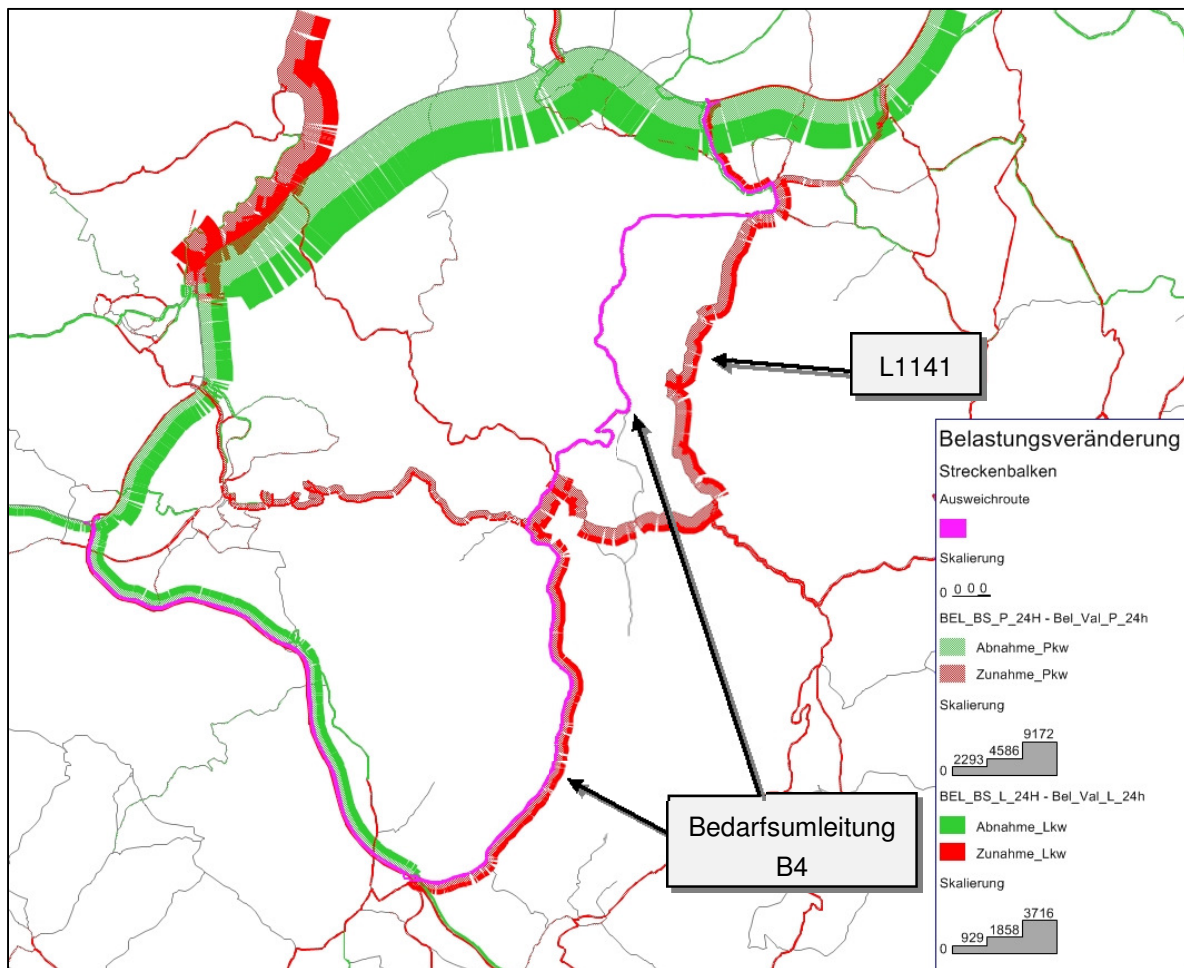 L1141
Bedarfsumleitung
B4
Belastungsveränderung
Streckenbalken
Ausweichroute
Skalierung
0 0 0 0
BEL_BS_P_24H - Bel_Val_P_24h
Abnahme_Pkw
Zunahme_Pkw
Skalierung
0 2293 4586 9172
BEL_BS_L_24H - Bel_Val_L_24h
Abnahme_Lkw
Zunahme_Lkw
Skalierung
0 929 1858 3716